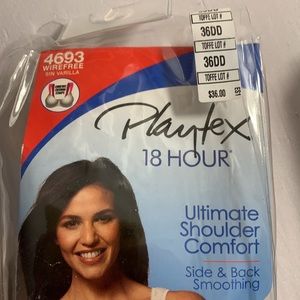 4693
WIREFREE
SIN VARILLA
TOFFE LOT #
36DD
TOFFE LOT #
36DD
TOFFE LOT #
$36.00
Playtex
18 HOUR
Ultimate
Shoulder
Comfort
Side & Back
Smoothing